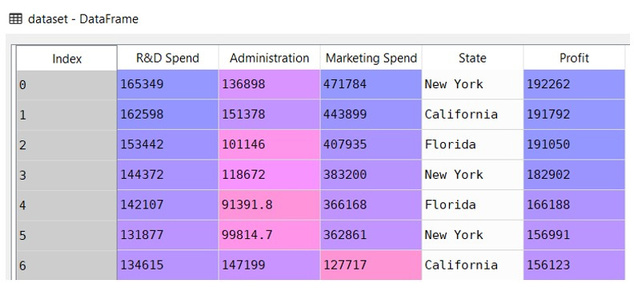 dataset - DataFrame
Index R&D Spend Administration Marketing Spend State Profit
0 165349 136898 471784 New York 192262
1 162598 151378 443899 California 191792
2 153442 101146 407935 Florida 191050
3 144372 118672 383200 New York 182902
4 142107 91391.8 366168 Florida 166188
5 131877 99814.7 362861 New York 156991
6 134615 147199 127717 California 156123